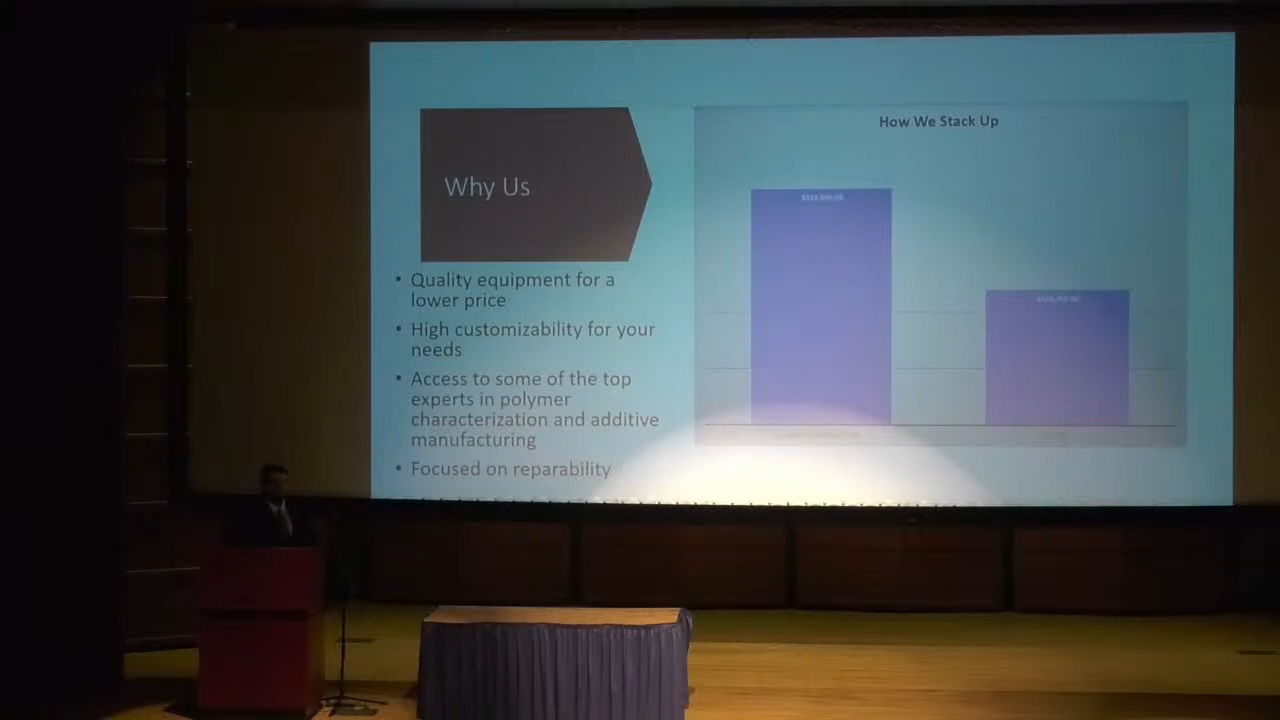 Why Us
• Quality equipment for a
lower price
• High customizability for your
needs
• Access to some of the top
experts in polymer
characterization and additive
manufacturing
• Focused on reparability
How We Stack Up